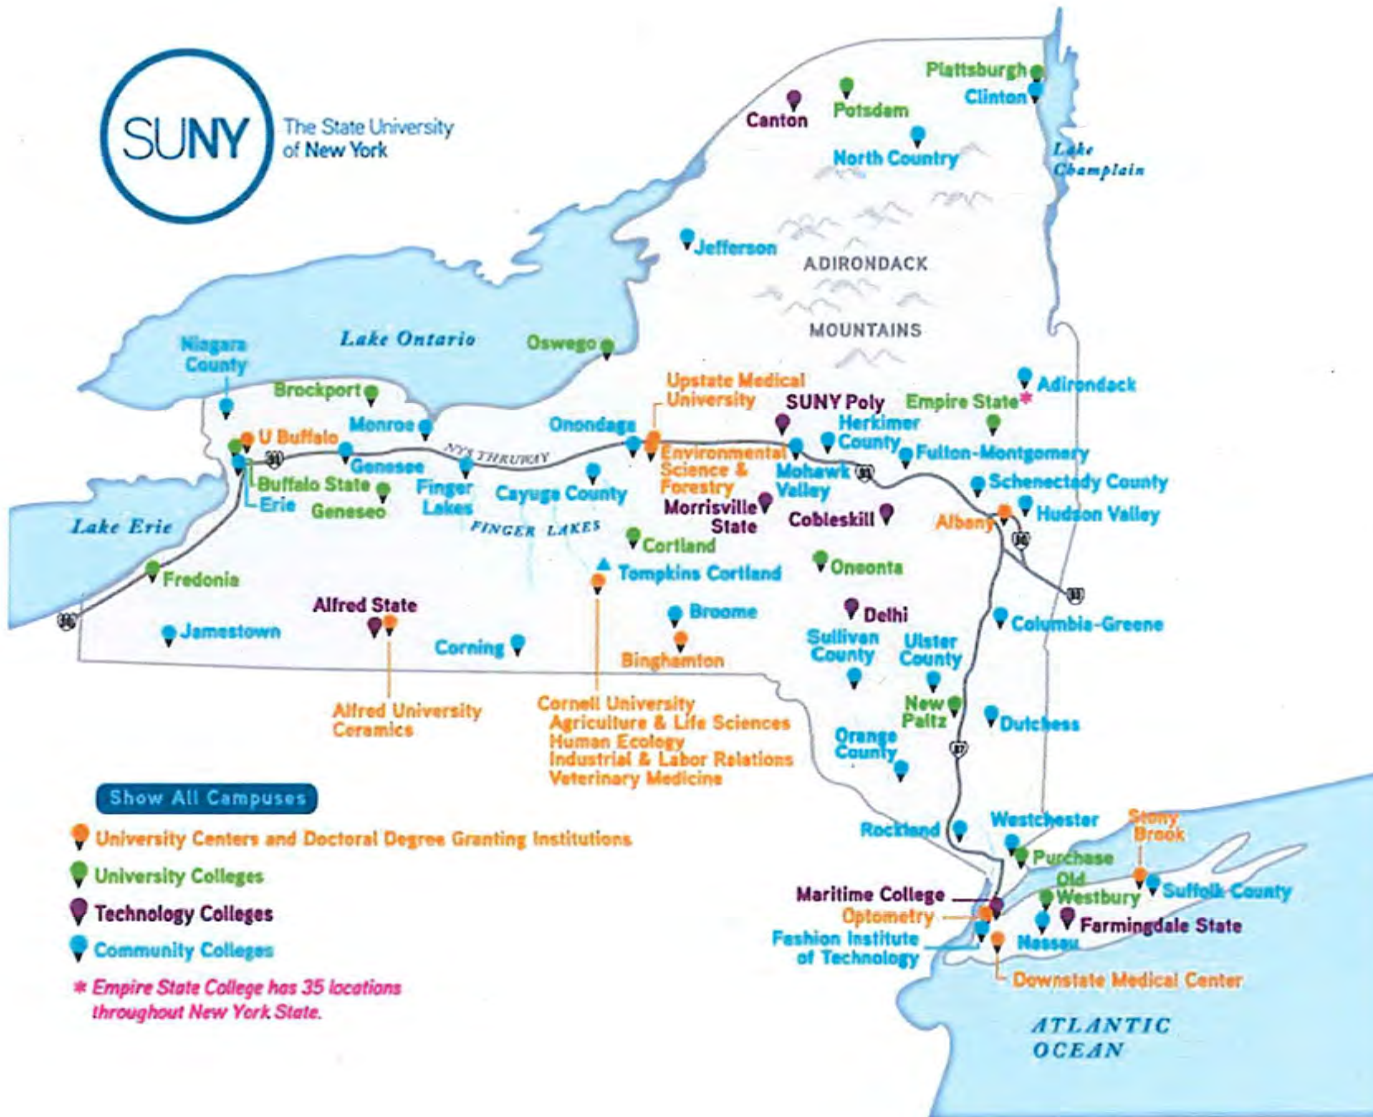 SUNY
The State University
of New York
Plattsburgh
Clinton
Canton
Potsdam
North Country
Lake
Champlain
Jefferson
ADIRONDACK
MOUNTAINS
Lake Ontario
Oswego
Niagara
County
Brockport
Monroe
U Buffalo
90
Genesee
NYS THRUWAY
Buffalo State
Erie
Geneseo
Finger
Lakes
Cayuga County
FINGER LAKES
Onondaga
Upstate Medical
University
Environmental
Science &
Forestry
SUNY Poly
Herkimer
County
Mohawk
Valley
90
Empire State*
Adirondack
Fulton-Montgomery
Schenectady County
Hudson Valley
Albany
90
90
Morrisville
State
Cobleskill
Lake Erie
Fredonia
90
Cortland
Tompkins Cortland
Oneonta
Alfred State
Jamestown
Corning
Broome
Binghamton
Delhi
Sullivan
County
Ulster
County
Columbia-Greene
New
Paltz
Dutchess
Orange
County
87
Alfred University
Ceramics
Cornell University
Agriculture & Life Sciences
Human Ecology
Industrial & Labor Relations
Veterinary Medicine
Rockland
Westchester
Purchase
Stony
Brook
Old
Westbury
Suffolk County
Maritime College
Optometry
Fashion Institute
of Technology
Nassau
Farmingdale State
Downstate Medical Center
ATLANTIC
OCEAN
Show All Campuses
University Centers and Doctoral Degree Granting Institutions
University Colleges
Technology Colleges
Community Colleges
* Empire State College has 35 locations
throughout New York State.